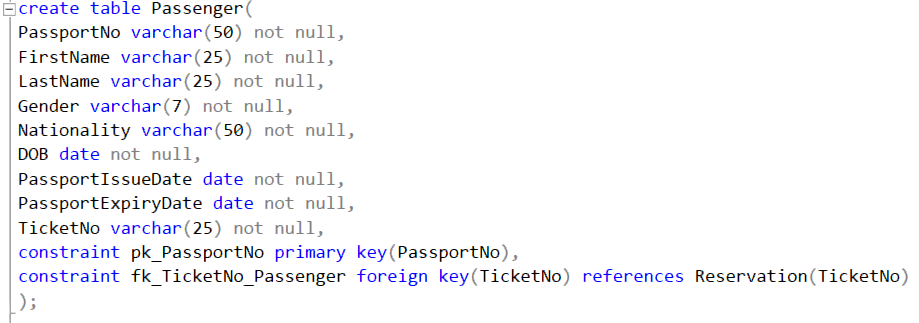 create table Passenger(
PassportNo varchar(50) not null,
FirstName varchar(25) not null,
LastName varchar(25) not null,
Gender varchar(7) not null,
Nationality varchar(50) not null,
DOB date not null,
PassportIssueDate date not null,
PassportExpiryDate date not null,
TicketNo varchar(25) not null,
constraint pk_PassportNo primary key(PassportNo),
constraint fk_TicketNo_Passenger foreign key(TicketNo) references Reservation(TicketNo)
);